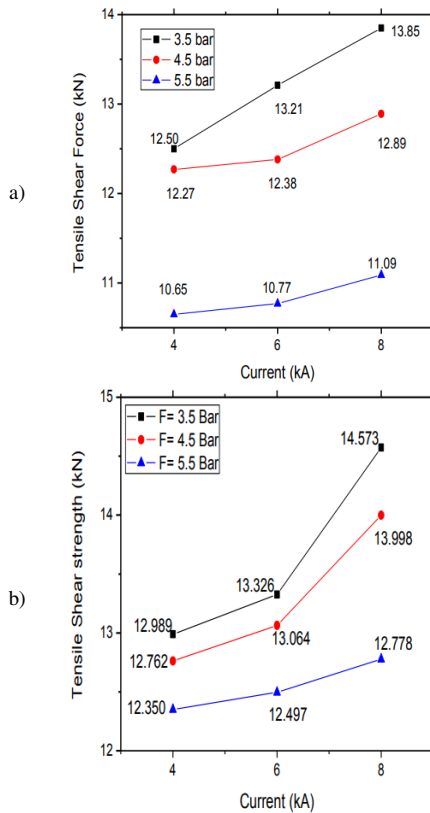 a)
Tensile Shear Force (kN)
14
13
12
11
3.5 bar
4.5 bar
5.5 bar
13.85
13.21
12.50
12.89
12.38
12.27
11.09
10.77
10.65
4
6
8
Current (kA)
b)
Tensile Shear strength (kN)
15
14
13
12
F= 3.5 Bar
F= 4.5 Bar
F= 5.5 Bar
14.573
13.998
13.326
12.989
13.064
12.762
12.778
12.350
12.497
4
6
8
Current (kA)